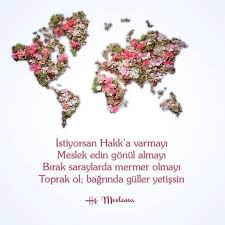 İstiyorsan Hakk'a varmayı
Meslek edin gönül almayı
Bırak saraylarda mermer olmayı
Toprak ol; bağrında güller yetişsin
Hz. Mevlana